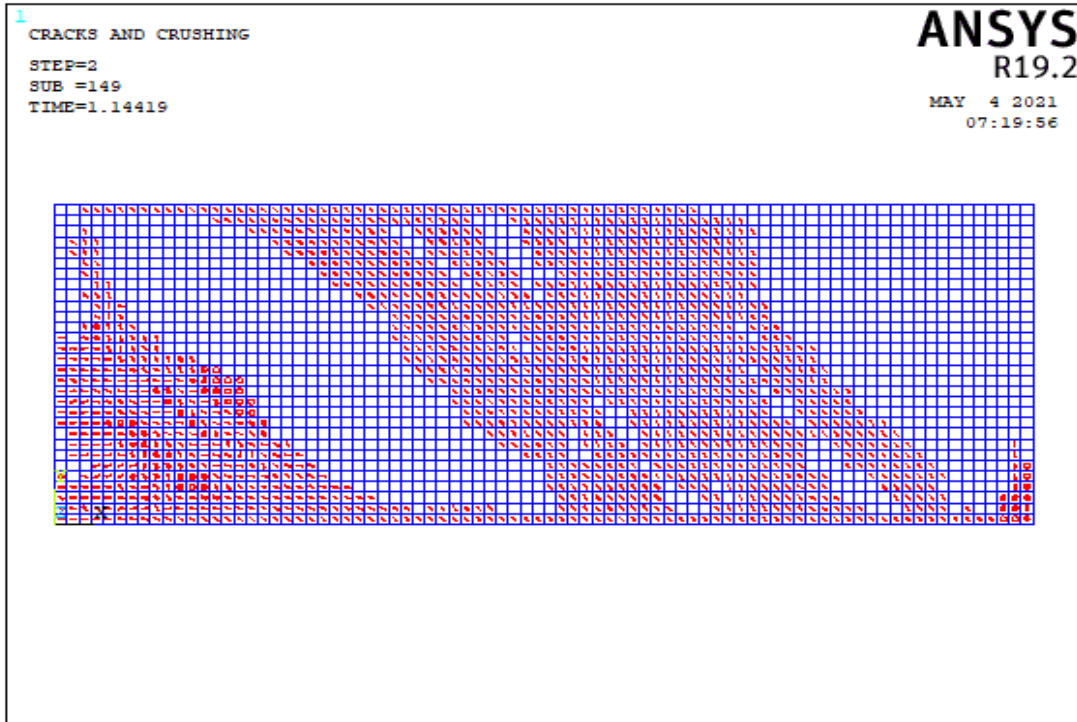 1
CRACKS AND CRUSHING
STEP=2
SUB =149
TIME=1.14419
ANSYS
R19.2
MAY  4 2021
07:19:56
X